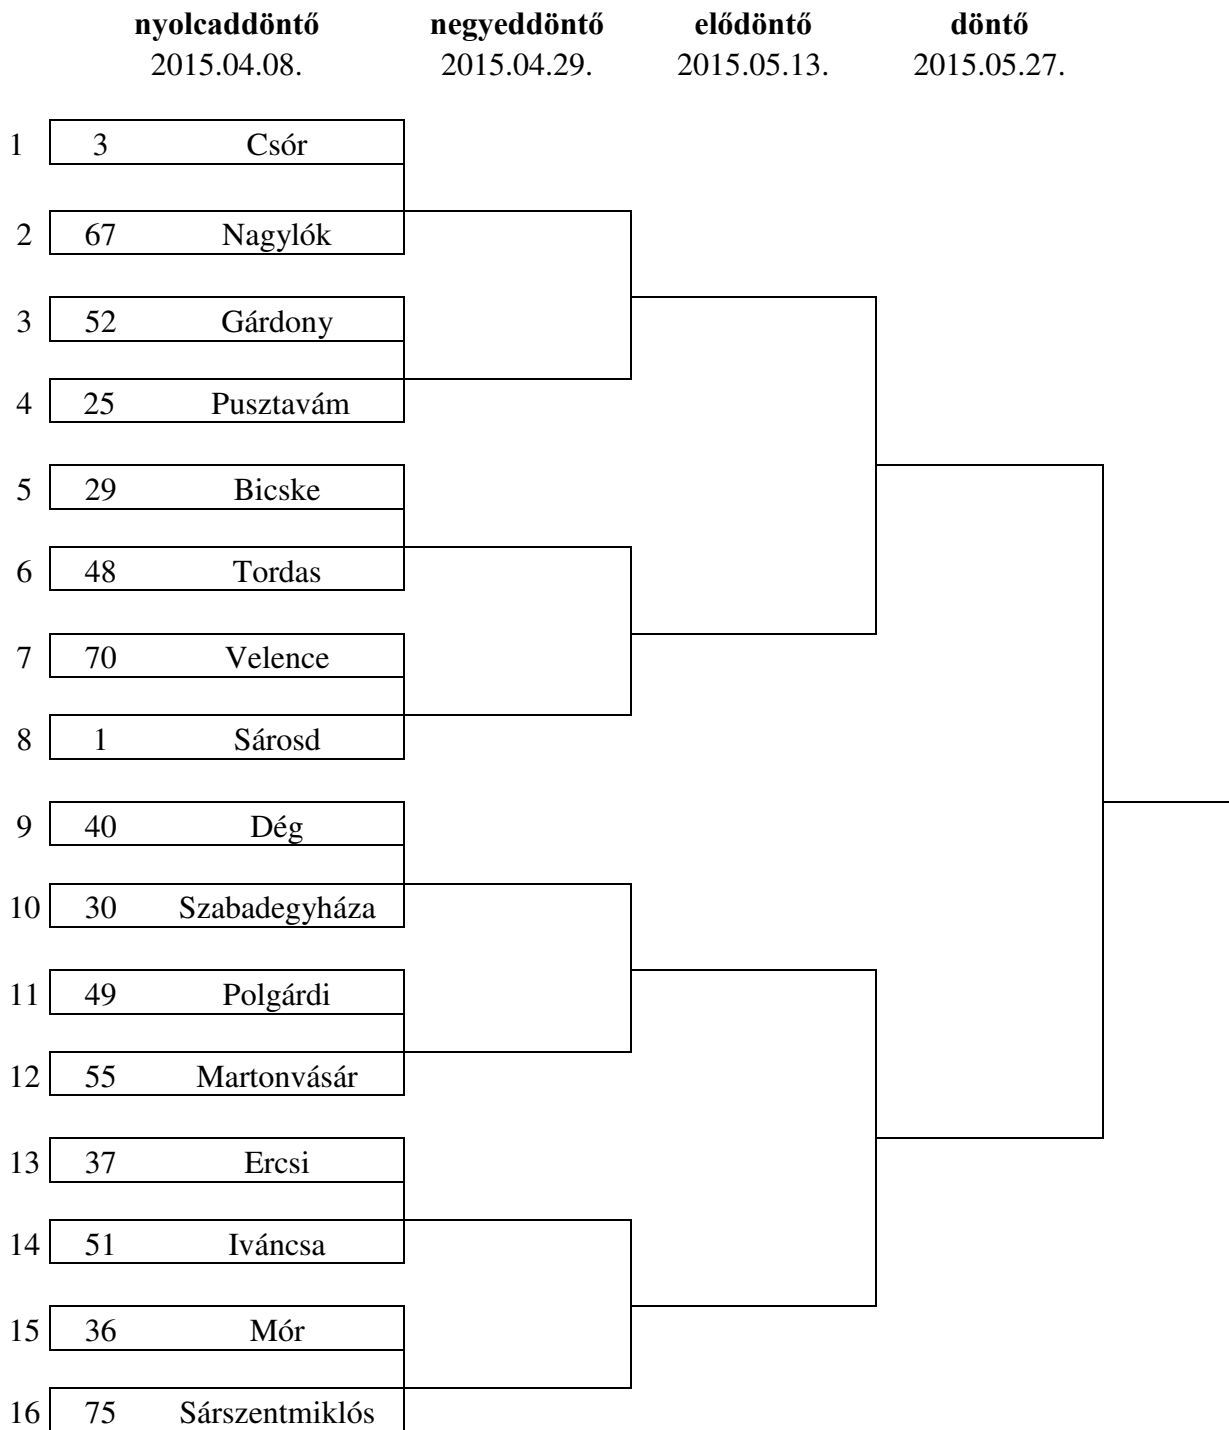 nyolcaddöntő negyeddöntő elődöntő döntő
2015.04.08. 2015.04.29. 2015.05.13. 2015.05.27.
1 3 Csór
2 67 Nagylók
3 52 Gárdony
4 25 Pusztavám
5 29 Bicske
6 48 Tordas
7 70 Velence
8 1 Sárosd
9 40 Dég
10 30 Szabadegyháza
11 49 Polgárdi
12 55 Martonvásár
13 37 Ercsi
14 51 Iváncsa
15 36 Mór
16 75 Sárszentmiklós